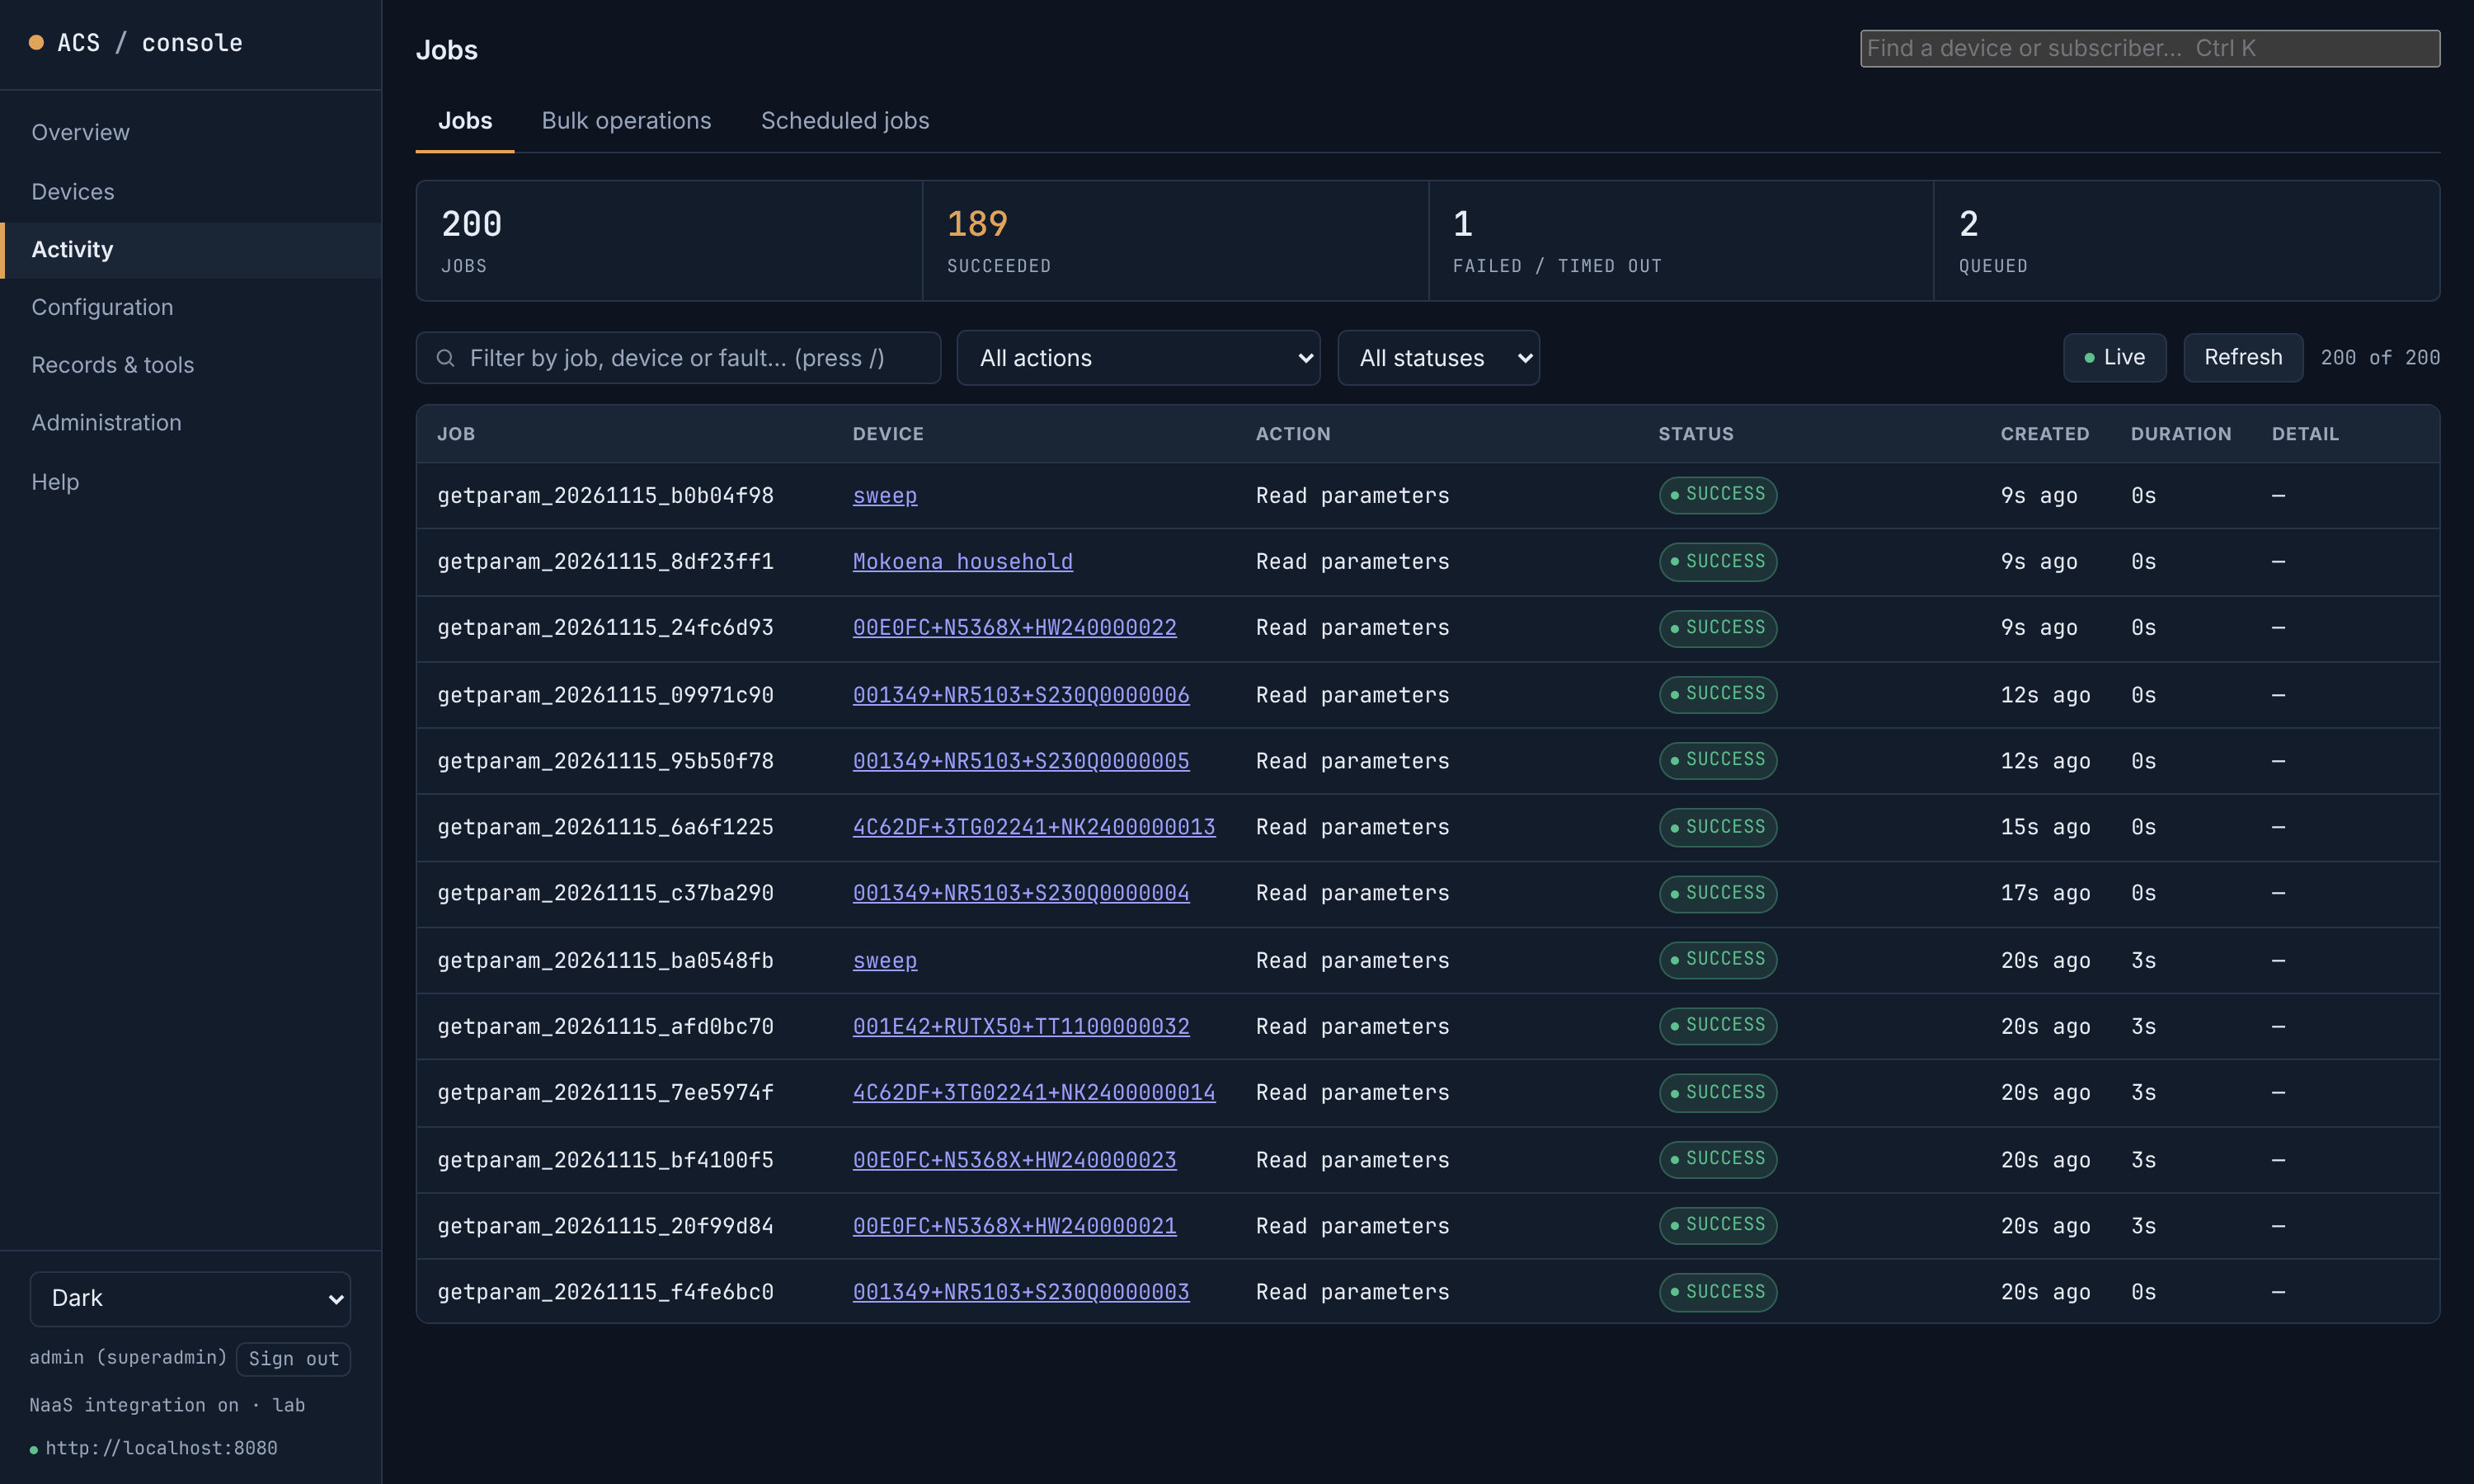 ACS / console
Overview
Devices
Activity
Configuration
Records & tools
Administration
Help
Dark
admin (superadmin) Sign out
NaaS integration on · lab
http://localhost:8080
Jobs
Find a device or subscriber... Ctrl K
Jobs Bulk operations Scheduled jobs
200 189 1 2
JOBS SUCCEEDED FAILED / TIMED OUT QUEUED
Filter by job, device or fault... (press /) All actions All statuses Live Refresh 200 of 200
JOB DEVICE ACTION STATUS CREATED DURATION DETAIL
getparam_20261115_b0b04f98 sweep Read parameters SUCCESS 9s ago 0s —
getparam_20261115_8df23ff1 Mokoena household Read parameters SUCCESS 9s ago 0s —
getparam_20261115_24fc6d93 00E0FC+N5368X+HW240000022 Read parameters SUCCESS 9s ago 0s —
getparam_20261115_09971c90 001349+NR5103+S230Q0000006 Read parameters SUCCESS 12s ago 0s —
getparam_20261115_95b50f78 001349+NR5103+S230Q0000005 Read parameters SUCCESS 12s ago 0s —
getparam_20261115_6a6f1225 4C62DF+3TG02241+NK2400000013 Read parameters SUCCESS 15s ago 0s —
getparam_20261115_c37ba290 001349+NR5103+S230Q0000004 Read parameters SUCCESS 17s ago 0s —
getparam_20261115_ba0548fb sweep Read parameters SUCCESS 20s ago 3s —
getparam_20261115_afd0bc70 001E42+RUTX50+TT1100000032 Read parameters SUCCESS 20s ago 3s —
getparam_20261115_7ee5974f 4C62DF+3TG02241+NK2400000014 Read parameters SUCCESS 20s ago 3s —
getparam_20261115_bf4100f5 00E0FC+N5368X+HW240000023 Read parameters SUCCESS 20s ago 3s —
getparam_20261115_20f99d84 00E0FC+N5368X+HW240000021 Read parameters SUCCESS 20s ago 3s —
getparam_20261115_f4fe6bc0 001349+NR5103+S230Q0000003 Read parameters SUCCESS 20s ago 0s —